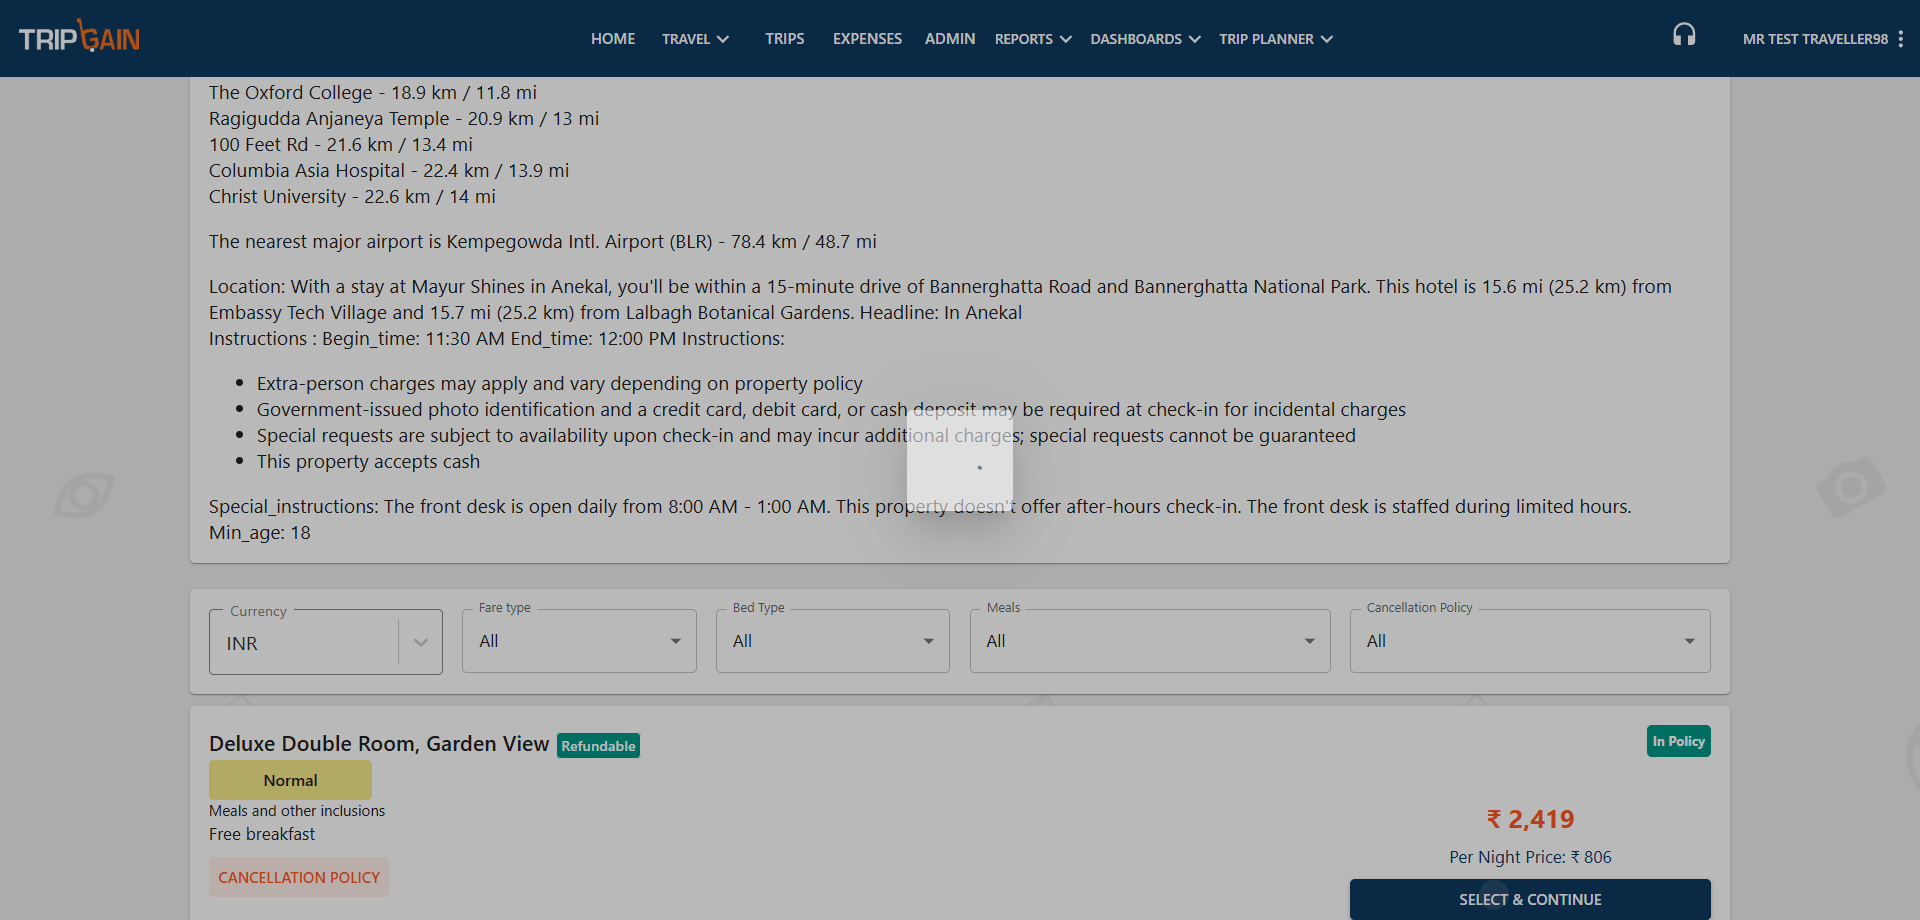 TRIPGAIN
HOME
TRAVEL
TRIPS
EXPENSES
ADMIN
REPORTS
DASHBOARDS
TRIP PLANNER
MR TEST TRAVELLER98
The Oxford College - 18.9 km / 11.8 mi
Ragigudda Anjaneya Temple - 20.9 km / 13 mi
100 Feet Rd - 21.6 km / 13.4 mi
Columbia Asia Hospital - 22.4 km / 13.9 mi
Christ University - 22.6 km / 14 mi
The nearest major airport is Kempegowda Intl. Airport (BLR) - 78.4 km / 48.7 mi
Location: With a stay at Mayur Shines in Anekal, you'll be within a 15-minute drive of Bannerghatta Road and Bannerghatta National Park. This hotel is 15.6 mi (25.2 km) from
Embassy Tech Village and 15.7 mi (25.2 km) from Lalbagh Botanical Gardens. Headline: In Anekal
Instructions : Begin_time: 11:30 AM End_time: 12:00 PM Instructions:
Extra-person charges may apply and vary depending on property policy
Government-issued photo identification and a credit card, debit card, or cash deposit may be required at check-in for incidental charges
Special requests are subject to availability upon check-in and may incur additional charges; special requests cannot be guaranteed
This property accepts cash
Special_instructions: The front desk is open daily from 8:00 AM - 1:00 AM. This property doesn't offer after-hours check-in. The front desk is staffed during limited hours.
Min_age: 18
Currency
INR
Fare type
All
Bed Type
All
Meals
All
Cancellation Policy
All
Deluxe Double Room, Garden View
Refundable
In Policy
Normal
Meals and other inclusions
Free breakfast
CANCELLATION POLICY
₹ 2,419
Per Night Price: ₹ 806
SELECT & CONTINUE